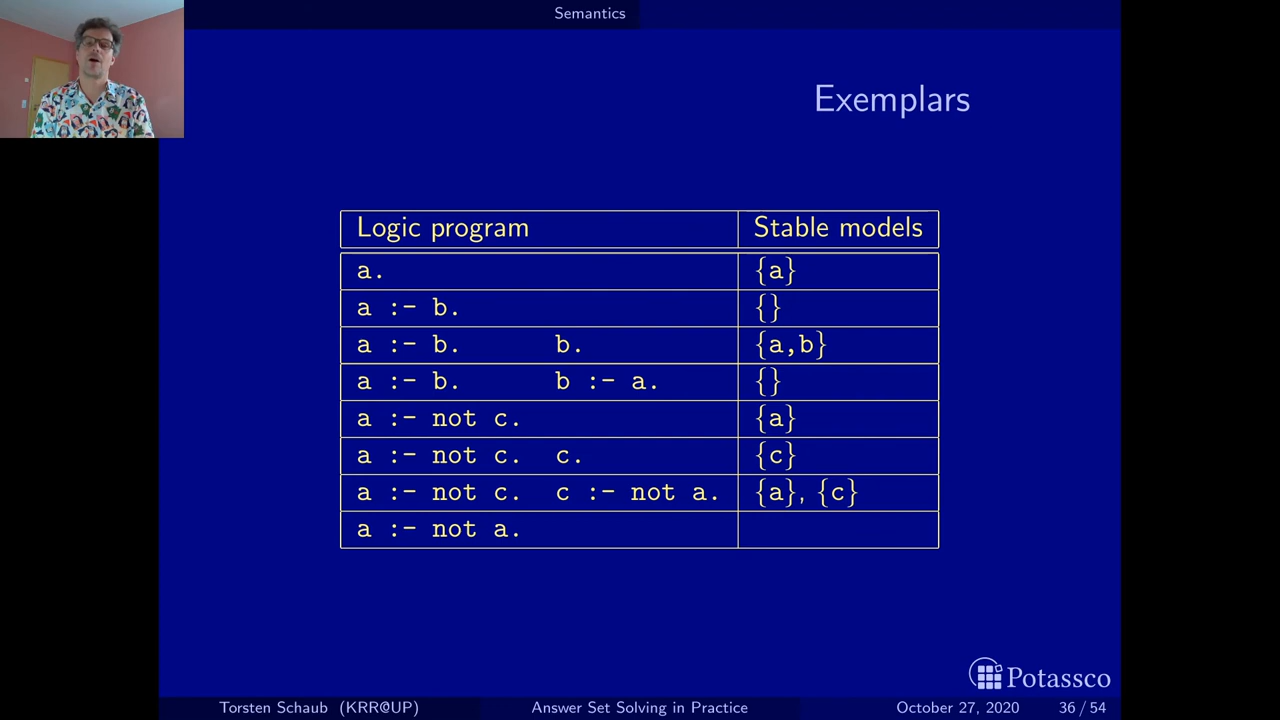 Semantics
Exemplars
Logic program Stable models
a. {a}
a :- b. {}
a :- b. b. {a,b}
a :- b. b :- a. {}
a :- not c. {a}
a :- not c. c. {c}
a :- not c. c :- not a. {a}, {c}
a :- not a.
Potassco
Torsten Schaub (KRR@UP) Answer Set Solving in Practice October 27, 2020 36 / 54